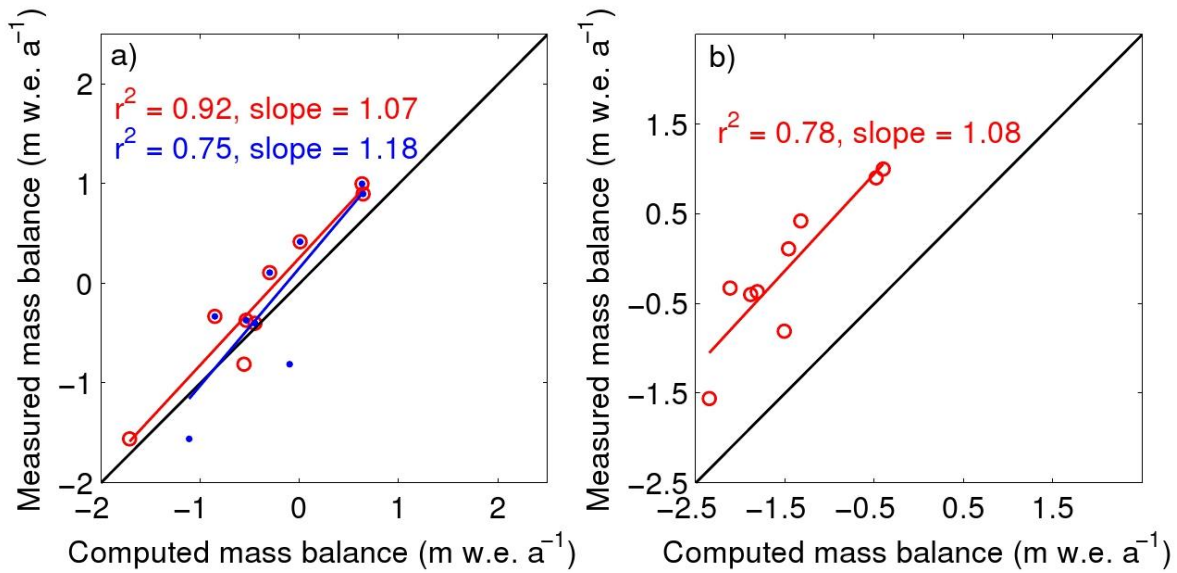 a)
r² = 0.92, slope = 1.07
r² = 0.75, slope = 1.18
Measured mass balance (m w.e. a⁻¹)
2
1
0
−1
−2
−2 −1 0 1 2
Computed mass balance (m w.e. a⁻¹)
b)
r² = 0.78, slope = 1.08
Measured mass balance (m w.e. a⁻¹)
1.5
0.5
−0.5
−1.5
−2.5
−2.5 −1.5 −0.5 0.5 1.5
Computed mass balance (m w.e. a⁻¹)